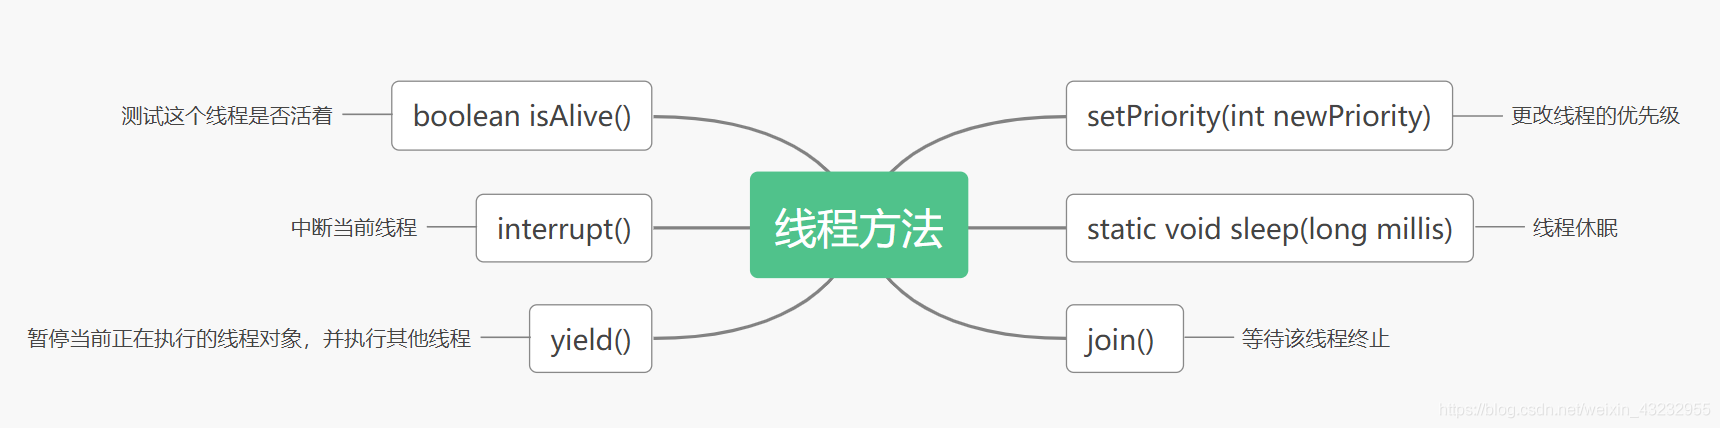 测试这个线程是否活着
boolean isAlive()
中断当前线程
interrupt()
暂停当前正在执行的线程对象，并执行其他线程
yield()
线程方法
setPriority(int newPriority)
更改线程的优先级
static void sleep(long millis)
线程休眠
join()
等待该线程终止
https://blog.csdn.net/weixin_43232955